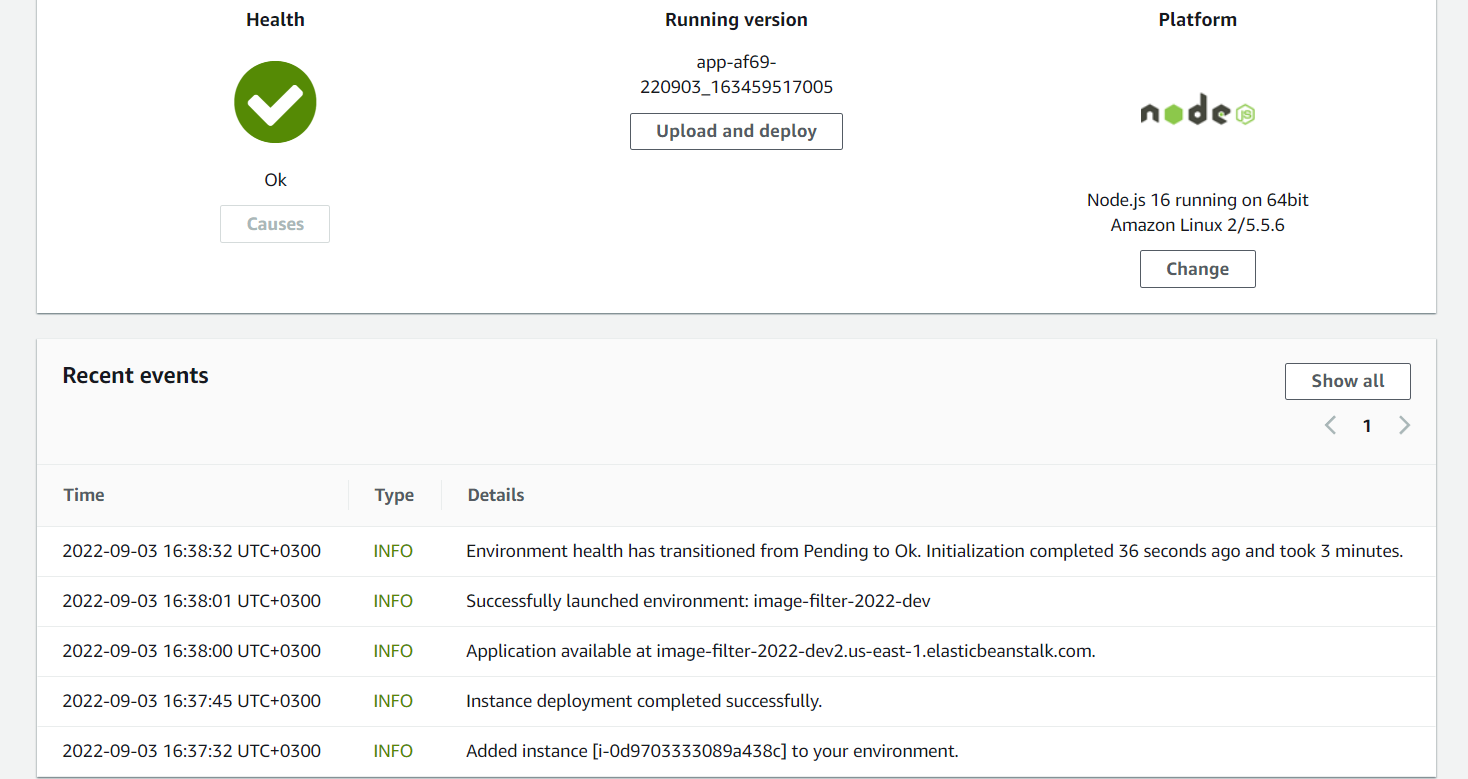 Health
Running version
Platform
app-af69-
220903_163459517005
Upload and deploy
node JS
Ok
Causes
Node.js 16 running on 64bit
Amazon Linux 2/5.5.6
Change
Recent events
Show all
1
Time Type Details
2022-09-03 16:38:32 UTC+0300 INFO Environment health has transitioned from Pending to Ok. Initialization completed 36 seconds ago and took 3 minutes.
2022-09-03 16:38:01 UTC+0300 INFO Successfully launched environment: image-filter-2022-dev
2022-09-03 16:38:00 UTC+0300 INFO Application available at image-filter-2022-dev2.us-east-1.elasticbeanstalk.com.
2022-09-03 16:37:45 UTC+0300 INFO Instance deployment completed successfully.
2022-09-03 16:37:32 UTC+0300 INFO Added instance [i-0d9703333089a438c] to your environment.